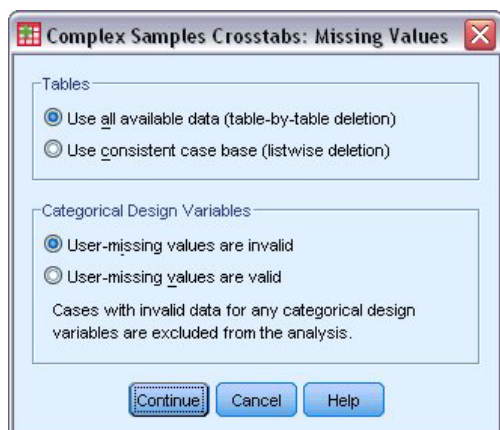 Complex Samples Crosstabs: Missing Values
Tables
Use all available data (table-by-table deletion)
Use consistent case base (listwise deletion)
Categorical Design Variables
User-missing values are invalid
User-missing values are valid
Cases with invalid data for any categorical design
variables are excluded from the analysis.
Continue Cancel Help